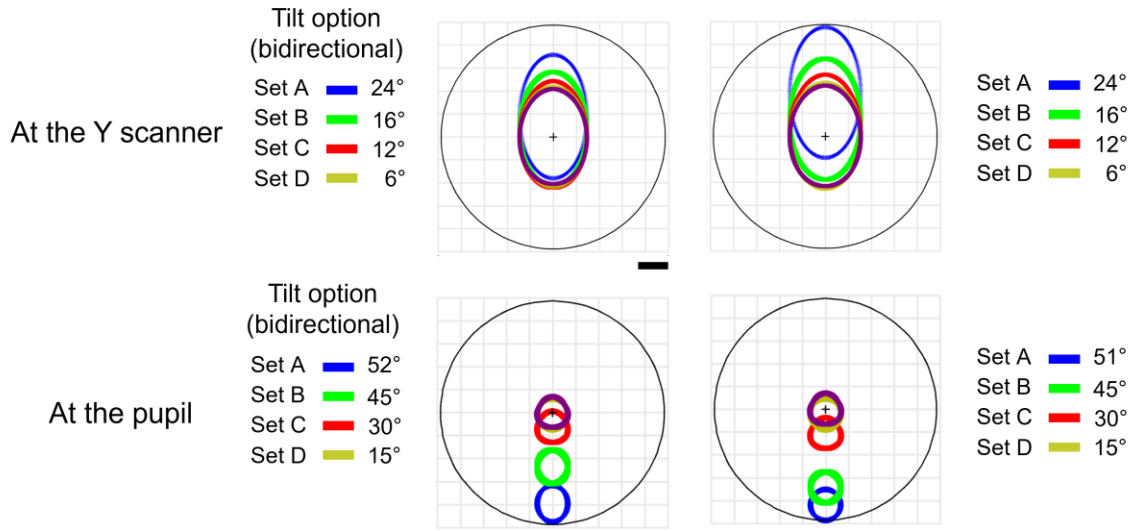 Tilt option
(bidirectional)
Set A 24°
Set B 16°
Set C 12°
Set D 6°
At the Y scanner
Set A 24°
Set B 16°
Set C 12°
Set D 6°
Tilt option
(bidirectional)
Set A 52°
Set B 45°
Set C 30°
Set D 15°
At the pupil
Set A 51°
Set B 45°
Set C 30°
Set D 15°